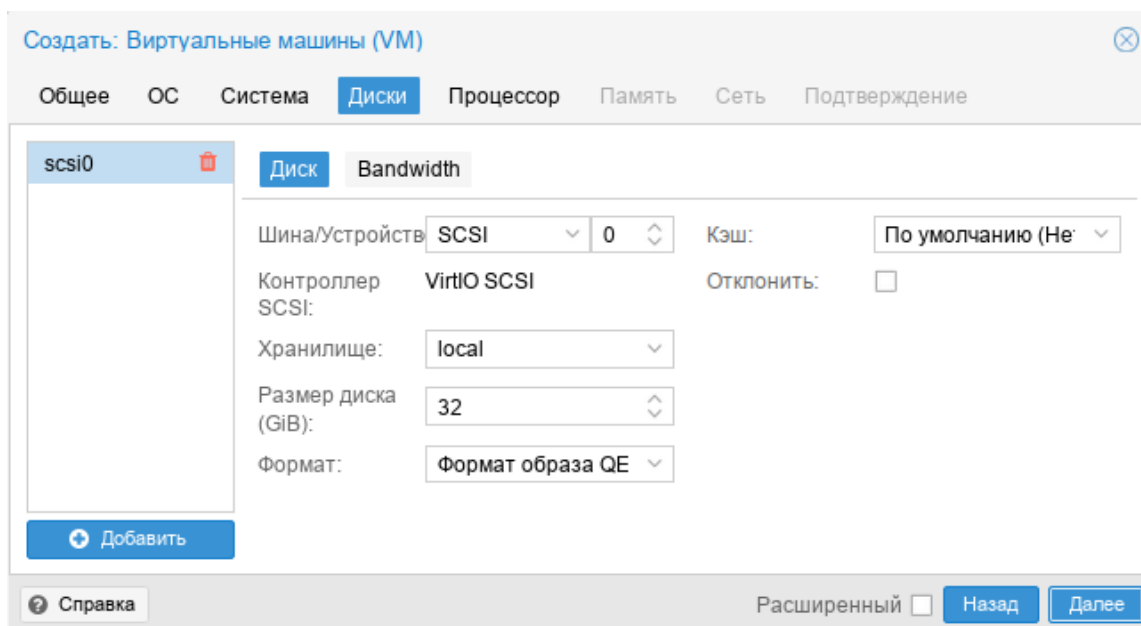 Создать: Виртуальные машины (VM)
Общее ОС Система Диски Процессор Память Сеть Подтверждение
scsi0
Диск Bandwidth
Шина/Устройств SCSI 0 Кэш: По умолчанию (Нет
Контроллер SCSI: VirtIO SCSI Отклонить:
Хранилище: local
Размер диска (GiB): 32
Формат: Формат образа QE
Добавить
Справка Расширенный Назад Далее